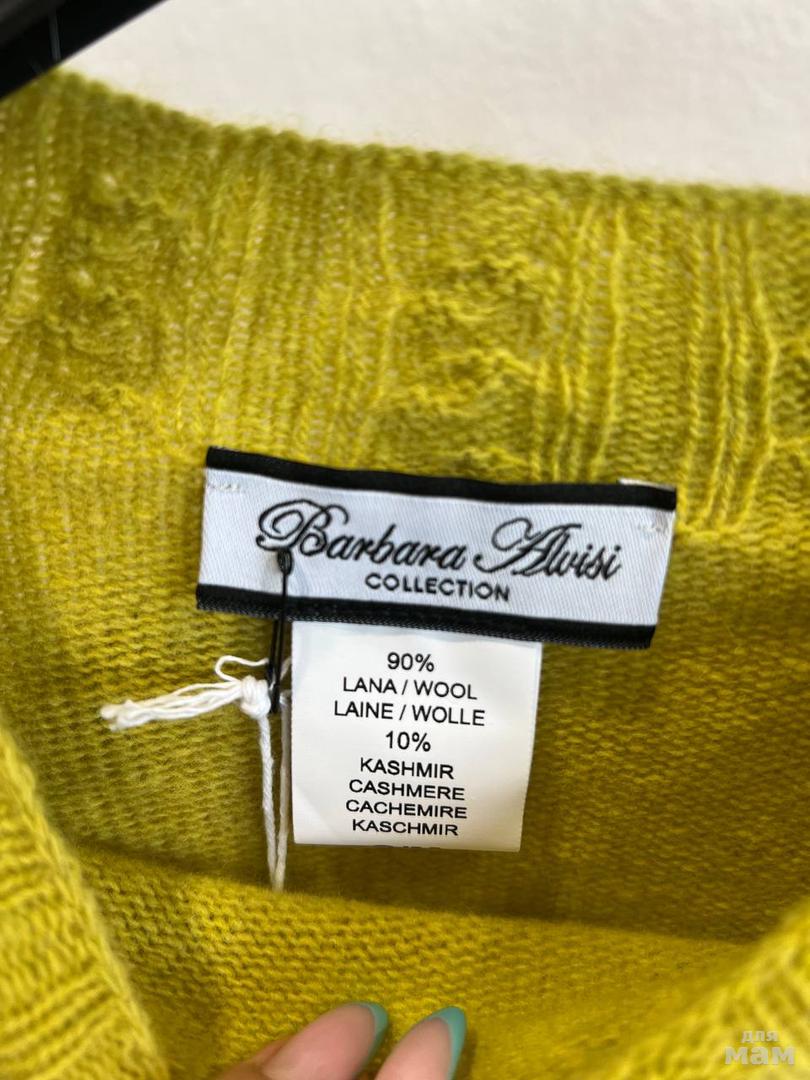 Barbara Alvisi
COLLECTION
90%
LANA / WOOL
LAINE / WOLLE
10%
KASHMIR
CASHMERE
CACHEMIRE
KASCHMIR
для
мам